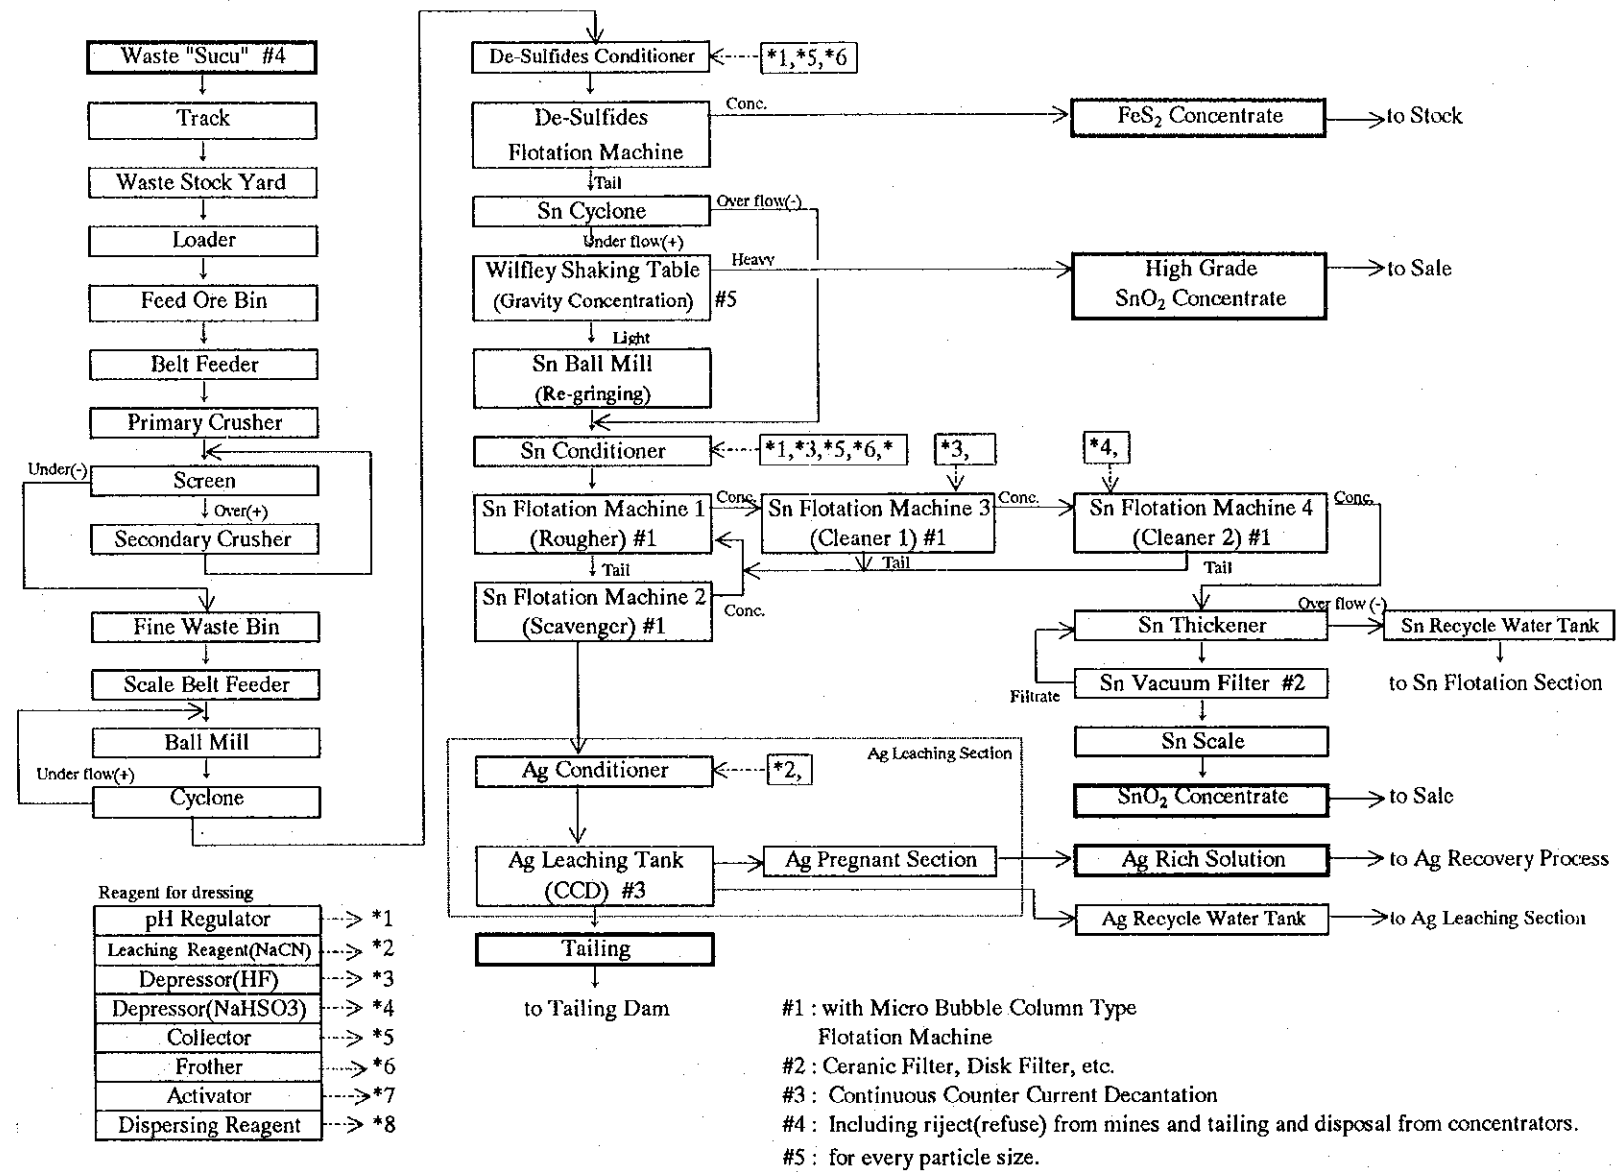 Waste "Sucu" #4
Track
Waste Stock Yard
Loader
Feed Ore Bin
Belt Feeder
Primary Crusher
Under(-)
Screen
Over(+)
Secondary Crusher
Fine Waste Bin
Scale Belt Feeder
Ball Mill
Under flow(+)
Cyclone
Reagent for dressing
pH Regulator *1
Leaching Reagent(NaCN) *2
Depressor(HF) *3
Depressor(NaHSO3) *4
Collector *5
Frother *6
Activator *7
Dispersing Reagent *8
De-Sulfides Conditioner
*1,*5,*6
De-Sulfides
Flotation Machine
Conc.
FeS2 Concentrate
to Stock
Tail
Sn Cyclone
Over flow(-)
Under flow(+)
Wilfley Shaking Table
(Gravity Concentration) #5
Heavy
High Grade
SnO2 Concentrate
to Sale
Light
Sn Ball Mill
(Re-gringing)
Sn Conditioner
*1,*3,*5,*6,*
*3,
*4,
Sn Flotation Machine 1
(Rougher) #1
Conc.
Sn Flotation Machine 3
(Cleaner 1) #1
Conc.
Sn Flotation Machine 4
(Cleaner 2) #1
Conc.
Tail
Tail
Tail
Sn Flotation Machine 2
(Scavenger) #1
Conc.
Sn Thickener
Over flow (-)
Sn Recycle Water Tank
to Sn Flotation Section
Filtrate
Sn Vacuum Filter #2
Sn Scale
SnO2 Concentrate
to Sale
Ag Leaching Section
Ag Conditioner
*2,
Ag Leaching Tank
(CCD) #3
Ag Pregnant Section
Ag Rich Solution
to Ag Recovery Process
Ag Recycle Water Tank
to Ag Leaching Section
Tailing
to Tailing Dam
#1 : with Micro Bubble Column Type
Flotation Machine
#2 : Ceranic Filter, Disk Filter, etc.
#3 : Continuous Counter Current Decantation
#4 : Including riject(refuse) from mines and tailing and disposal from concentrators.
#5 : for every particle size.